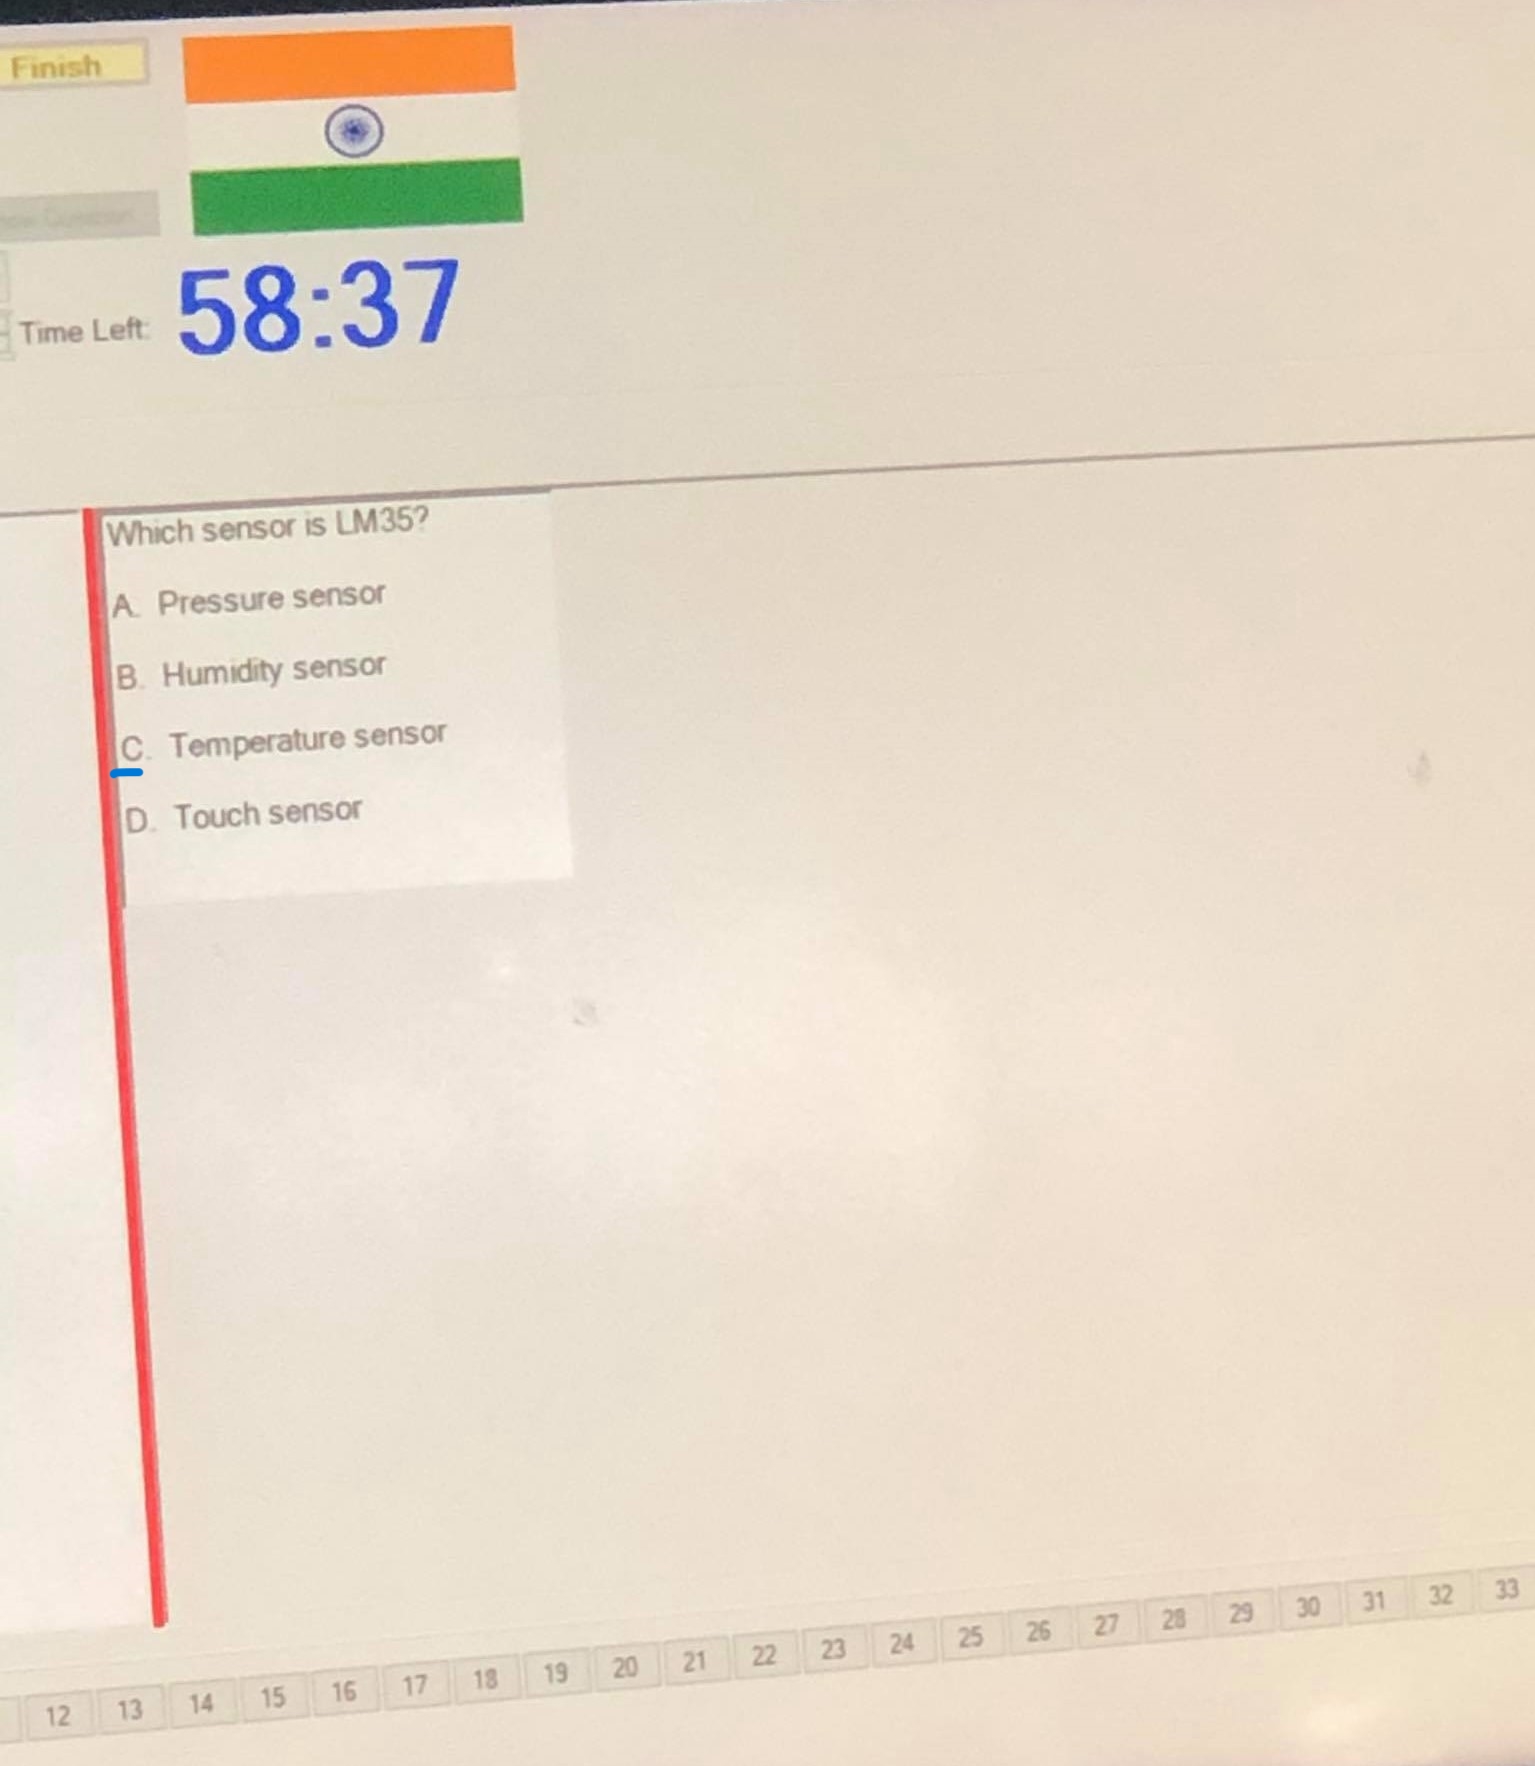 Finish
Time Left: 58:37
Which sensor is LM35?
A. Pressure sensor
B. Humidity sensor
C. Temperature sensor
D. Touch sensor
12 13 14 15 16 17 18 19 20 21 22 23 24 25 26 27 28 29 30 31 32 33